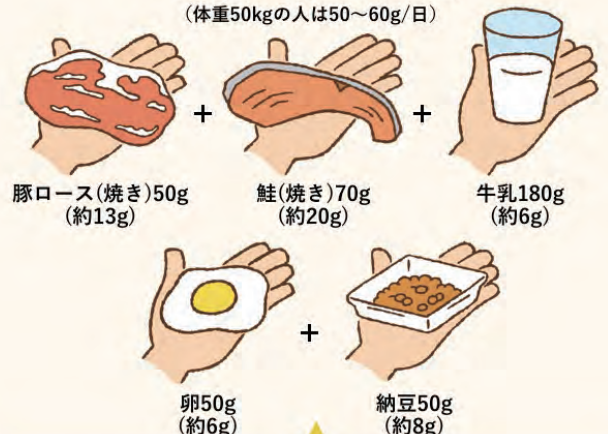 (体重50kgの人は50～60g/日)
+
+
豚ロース(焼き)50g
(約13g)
鮭(焼き)70g
(約20g)
牛乳180g
(約6g)
+
卵50g
(約6g)
納豆50g
(約8g)